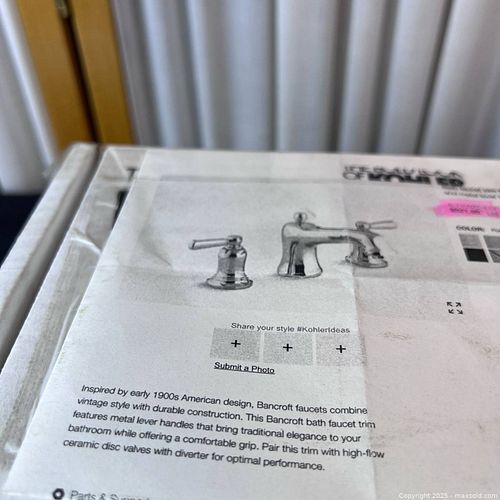 COLOR:
Share your style #KohlerIdeas
+ + +
Submit a Photo
Inspired by early 1900s American design, Bancroft faucets combine
vintage style with durable construction. This Bancroft bath faucet trim
features metal lever handles that bring traditional elegance to your
bathroom while offering a comfortable grip. Pair this trim with high-flow
ceramic disc valves with diverter for optimal performance.
Parts &
Copyright 2025 - maxsold.com